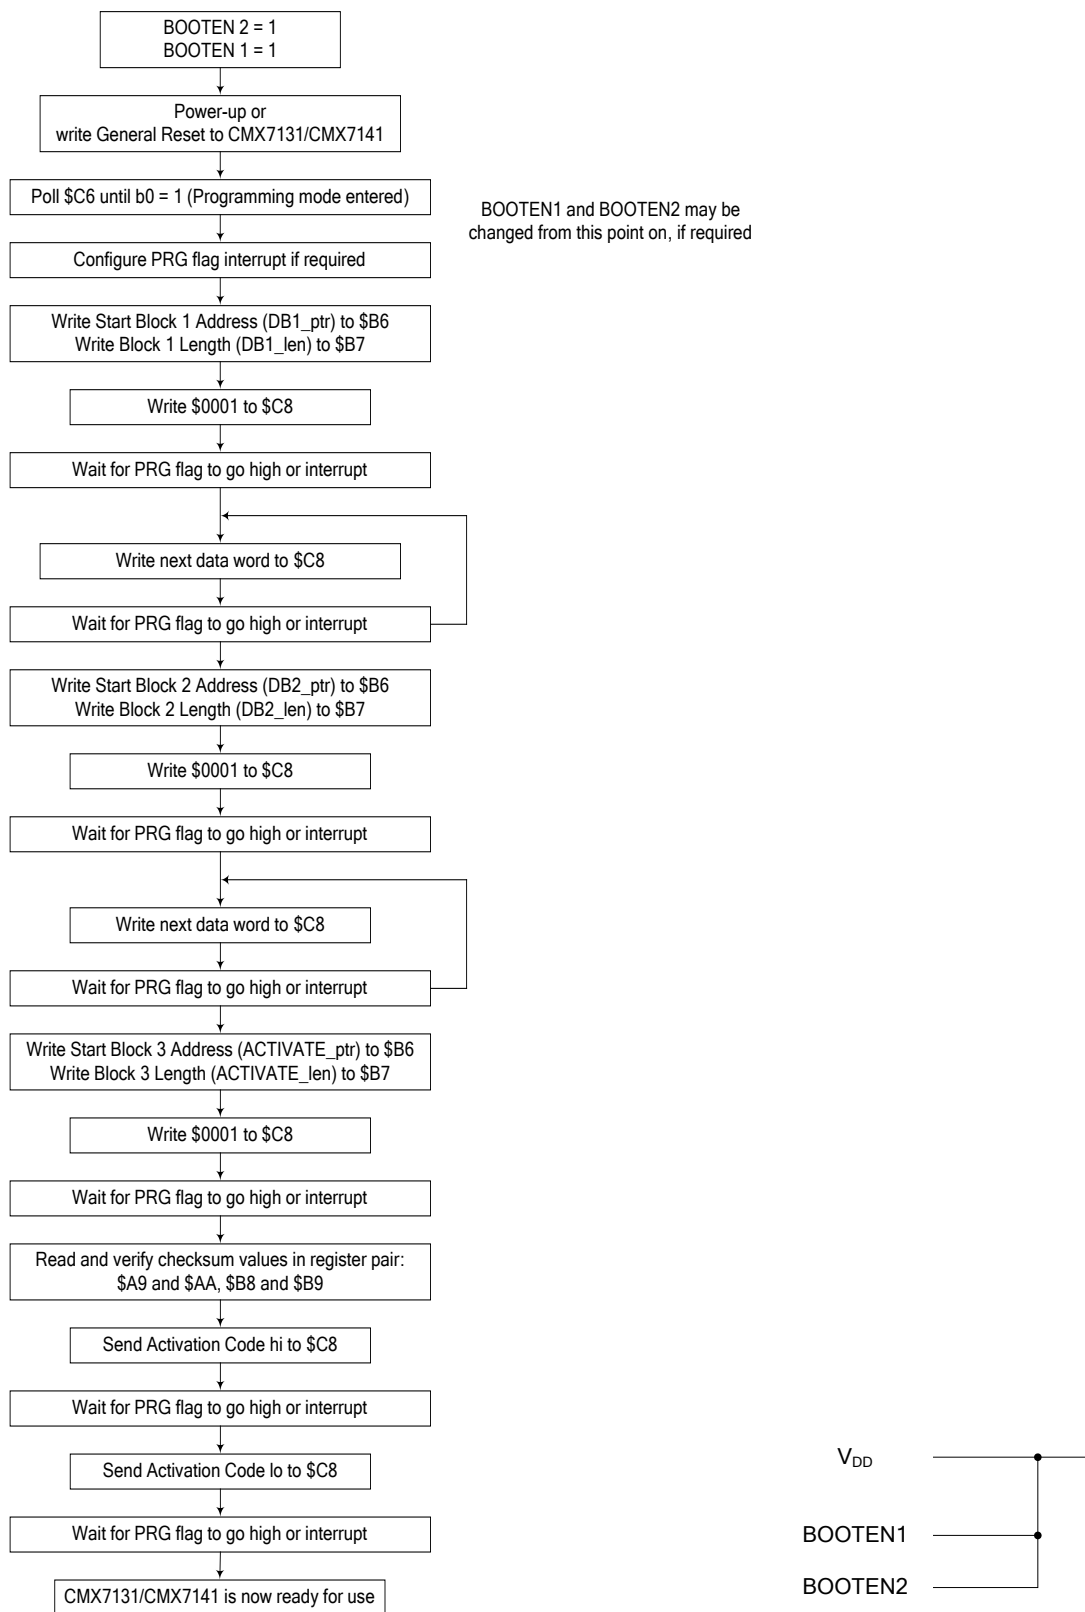 BOOTEN 2 = 1
BOOTEN 1 = 1
Power-up or
write General Reset to CMX7131/CMX7141
Poll $C6 until b0 = 1 (Programming mode entered)
BOOTEN1 and BOOTEN2 may be
changed from this point on, if required
Configure PRG flag interrupt if required
Write Start Block 1 Address (DB1_ptr) to $B6
Write Block 1 Length (DB1_len) to $B7
Write $0001 to $C8
Wait for PRG flag to go high or interrupt
Write next data word to $C8
Wait for PRG flag to go high or interrupt
Write Start Block 2 Address (DB2_ptr) to $B6
Write Block 2 Length (DB2_len) to $B7
Write $0001 to $C8
Wait for PRG flag to go high or interrupt
Write next data word to $C8
Wait for PRG flag to go high or interrupt
Write Start Block 3 Address (ACTIVATE_ptr) to $B6
Write Block 3 Length (ACTIVATE_len) to $B7
Write $0001 to $C8
Wait for PRG flag to go high or interrupt
Read and verify checksum values in register pair:
$A9 and $AA, $B8 and $B9
Send Activation Code hi to $C8
Wait for PRG flag to go high or interrupt
Send Activation Code lo to $C8
Wait for PRG flag to go high or interrupt
CMX7131/CMX7141 is now ready for use
VDD
BOOTEN1
BOOTEN2